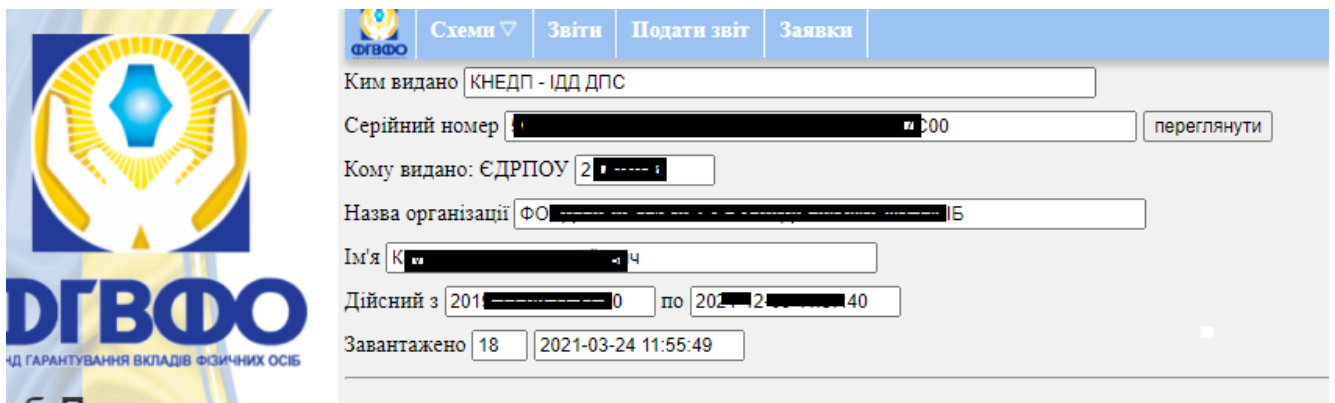 ФГВФО
НД ГАРАНТУВАННЯ ВКЛАДІВ ФІЗИЧНИХ ОСІБ
ФГВФО Схеми ▽ Звіти Подати звіт Заявки
Ким видано КНЕДП - ІДД ДПС
Серійний номер С00 переглянути
Кому видано: ЄДРПОУ 2
Назва організації ФО ІБ
Ім'я К ч
Дійсний з 201 0 по 202 40
Завантажено 18 2021-03-24 11:55:49